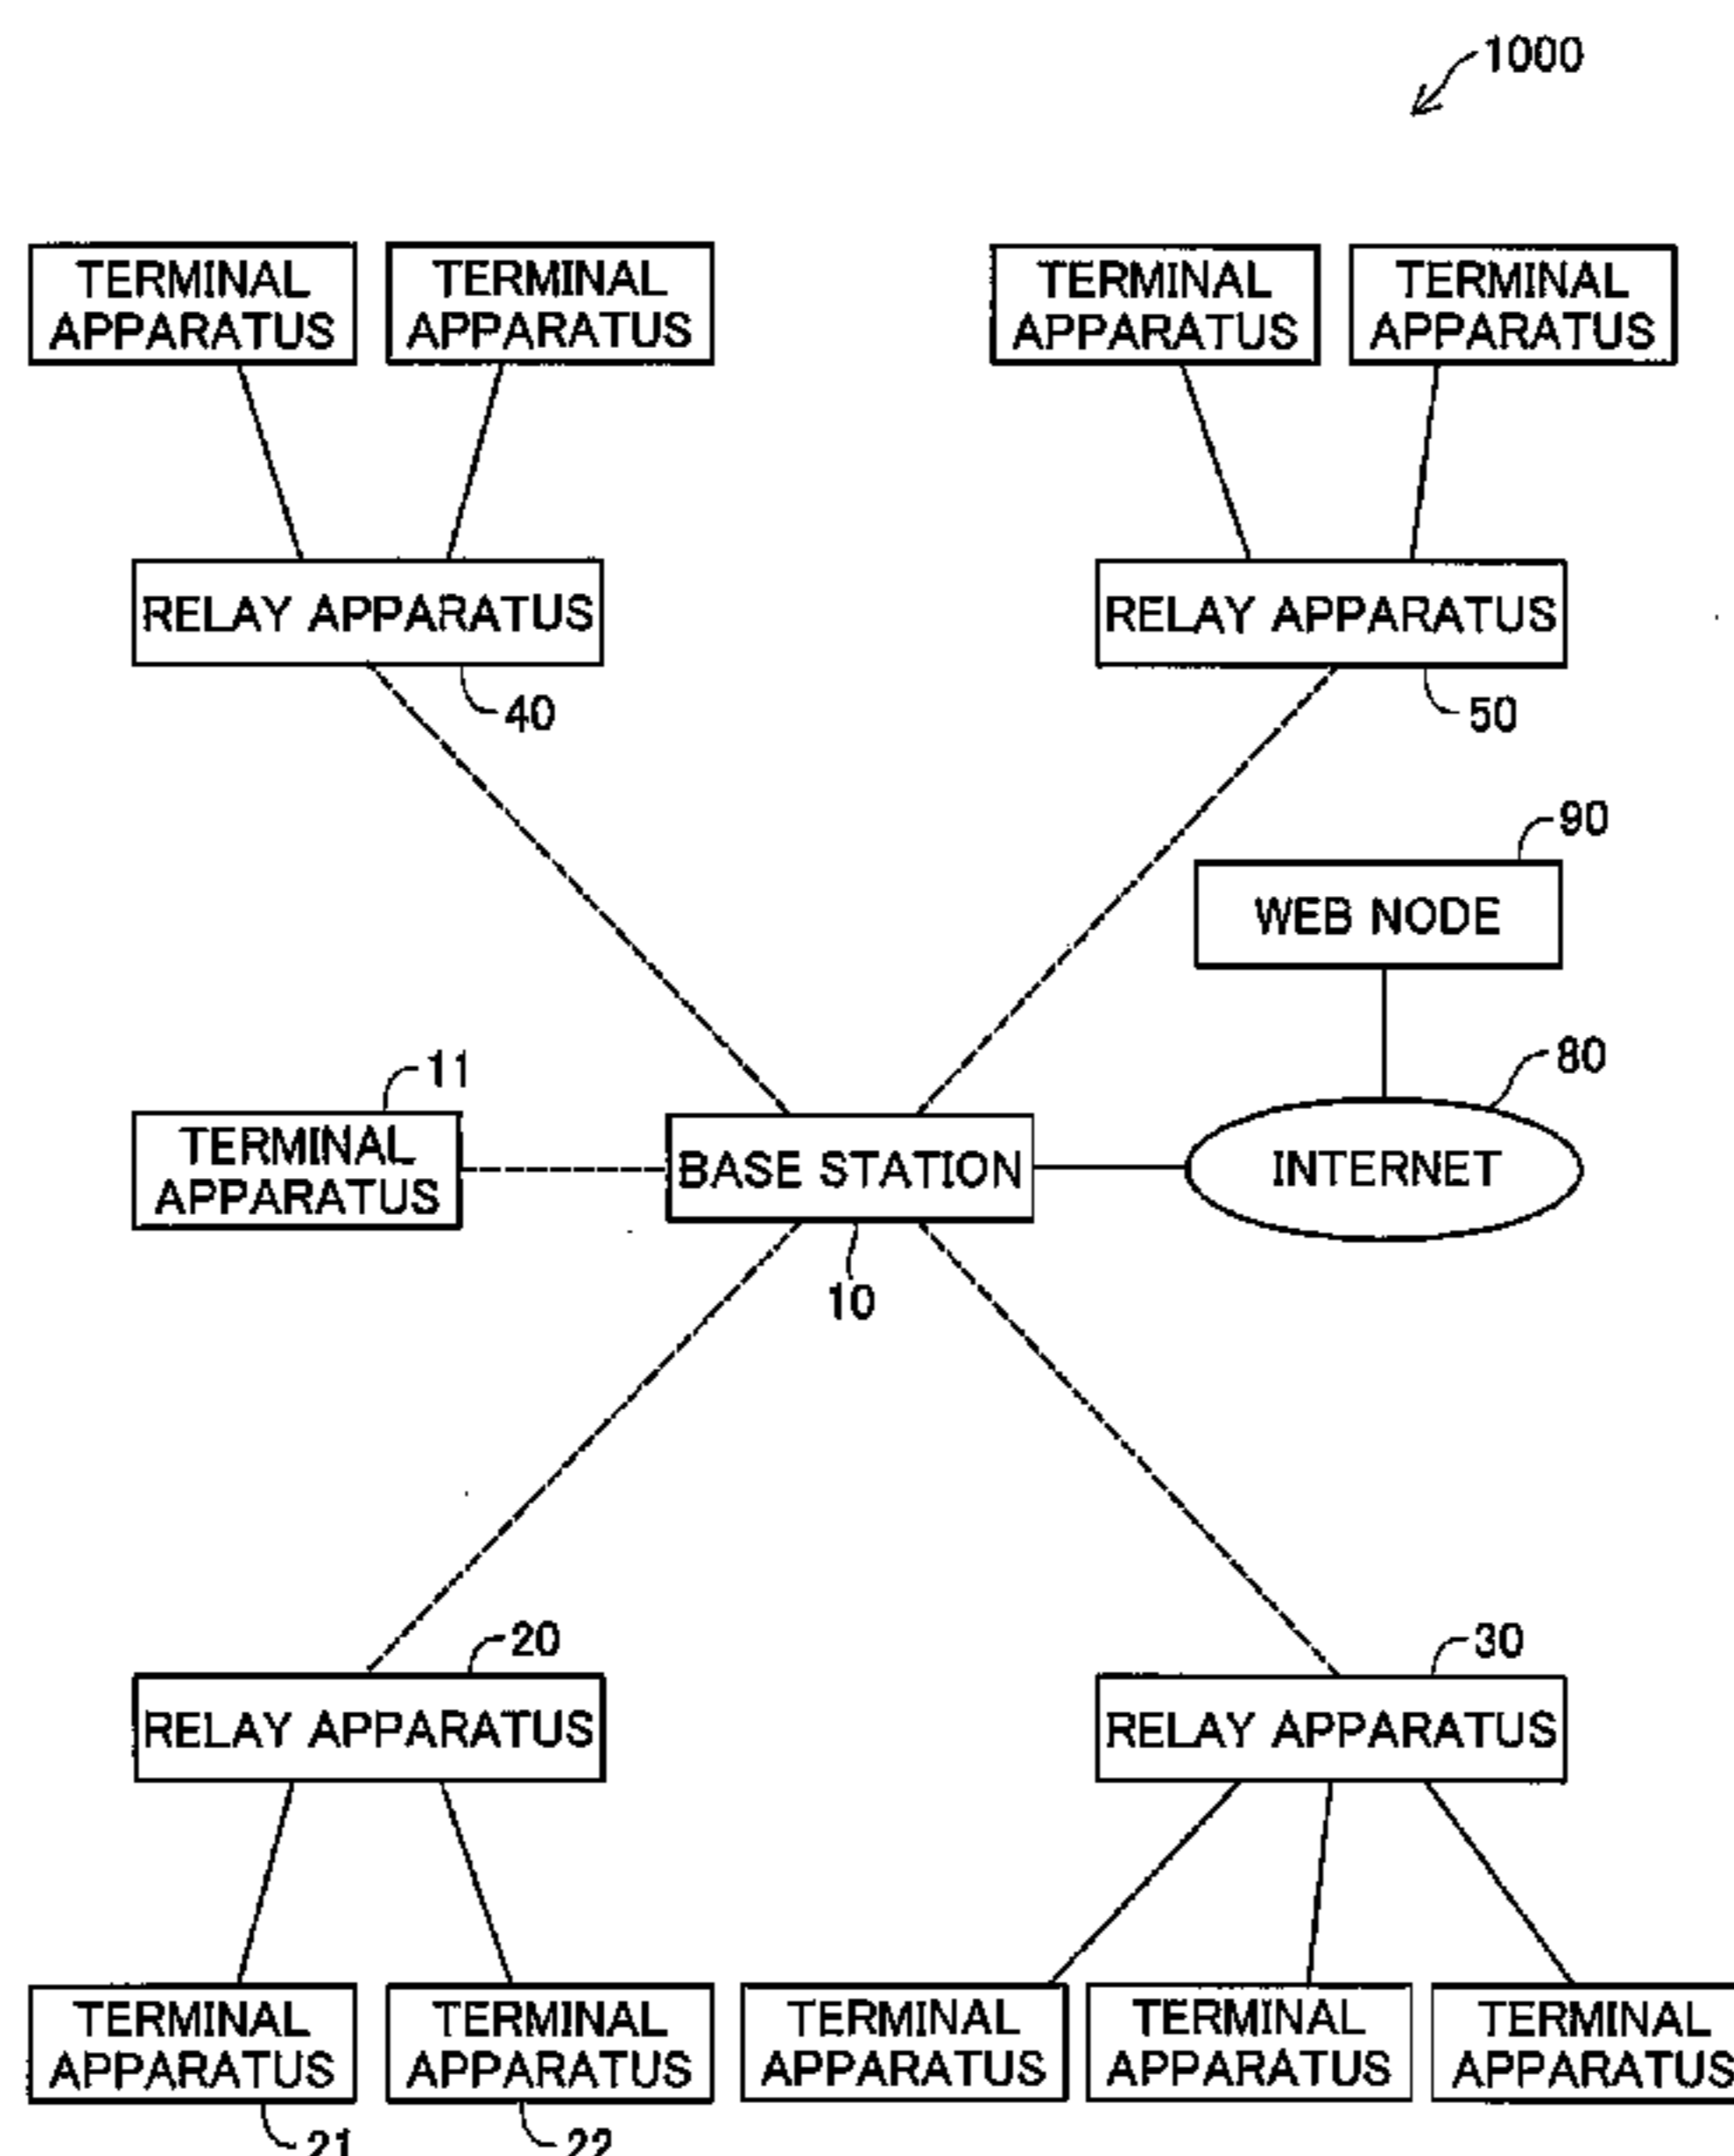 1000
TERMINAL
APPARATUS
TERMINAL
APPARATUS
TERMINAL
APPARATUS
TERMINAL
APPARATUS
RELAY APPARATUS
RELAY APPARATUS
40
50
90
WEB NODE
11
80
TERMINAL
APPARATUS
BASE STATION
INTERNET
10
20
30
RELAY APPARATUS
RELAY APPARATUS
TERMINAL
APPARATUS
TERMINAL
APPARATUS
TERMINAL
APPARATUS
TERMINAL
APPARATUS
TERMINAL
APPARATUS
21
22